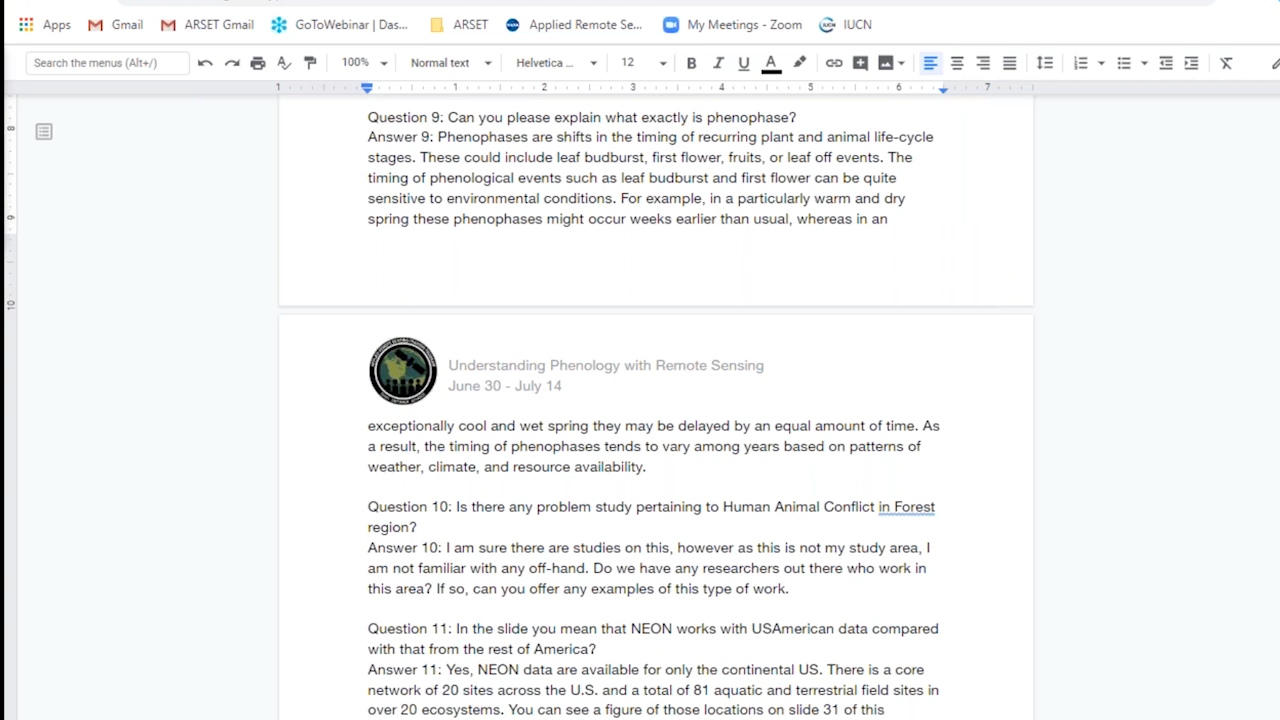 Apps Gmail ARSET Gmail GoToWebinar | Das... ARSET Applied Remote Se... My Meetings - Zoom IUCN
Search the menus (Alt+/) 100% Normal text Helvetica ... 12 B I U A
1 1 2 3 4 5 6 7
Question 9: Can you please explain what exactly is phenophase?
Answer 9: Phenophases are shifts in the timing of recurring plant and animal life-cycle
stages. These could include leaf budburst, first flower, fruits, or leaf off events. The
timing of phenological events such as leaf budburst and first flower can be quite
sensitive to environmental conditions. For example, in a particularly warm and dry
spring these phenophases might occur weeks earlier than usual, whereas in an
Understanding Phenology with Remote Sensing
June 30 - July 14
exceptionally cool and wet spring they may be delayed by an equal amount of time. As
a result, the timing of phenophases tends to vary among years based on patterns of
weather, climate, and resource availability.
Question 10: Is there any problem study pertaining to Human Animal Conflict in Forest
region?
Answer 10: I am sure there are studies on this, however as this is not my study area, I
am not familiar with any off-hand. Do we have any researchers out there who work in
this area? If so, can you offer any examples of this type of work.
Question 11: In the slide you mean that NEON works with USAmerican data compared
with that from the rest of America?
Answer 11: Yes, NEON data are available for only the continental US. There is a core
network of 20 sites across the U.S. and a total of 81 aquatic and terrestrial field sites in
over 20 ecosystems. You can see a figure of those locations on slide 31 of this